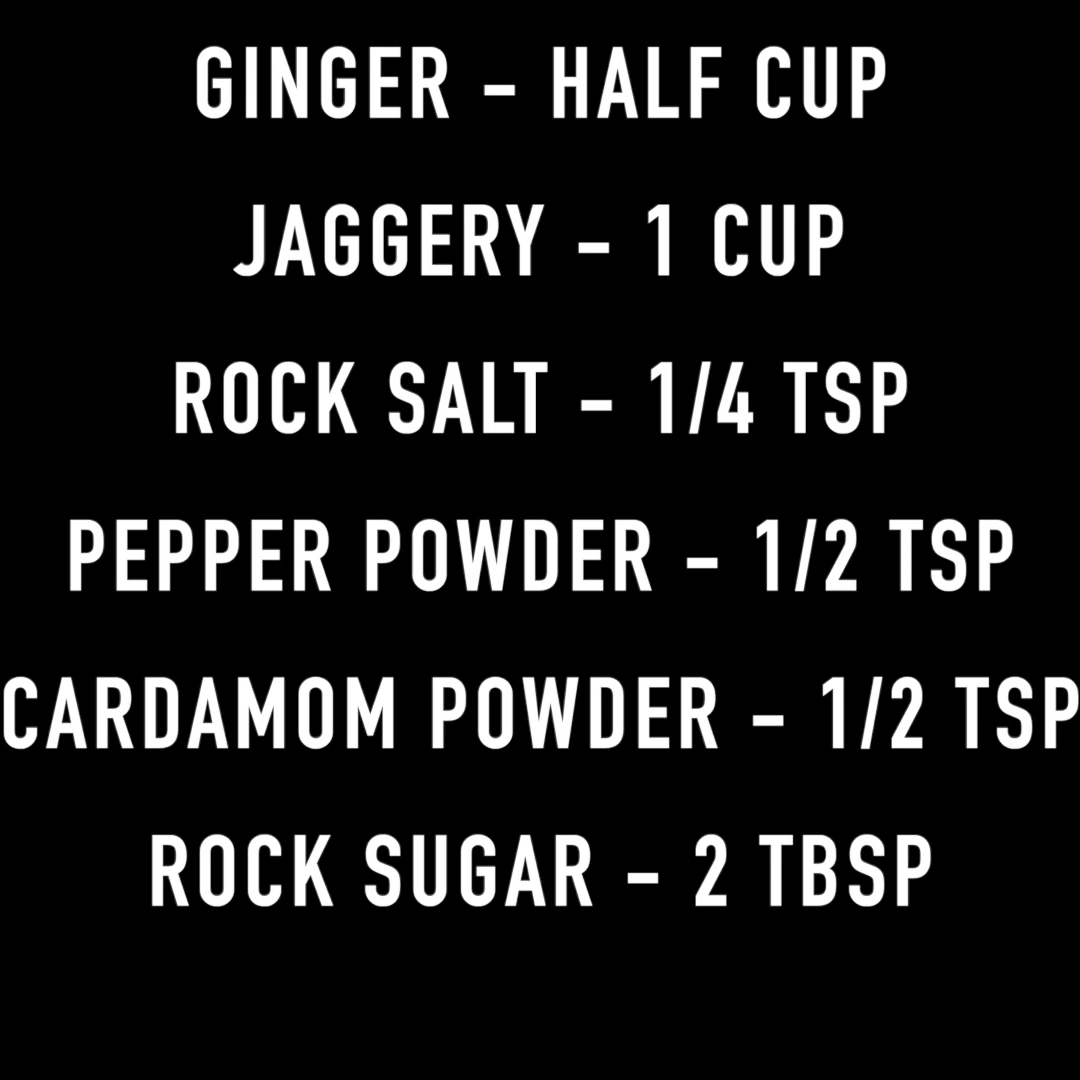 GINGER - HALF CUP
JAGGERY - 1 CUP
ROCK SALT - 1/4 TSP
PEPPER POWDER - 1/2 TSP
CARDAMOM POWDER - 1/2 TSP
ROCK SUGAR - 2 TBSP